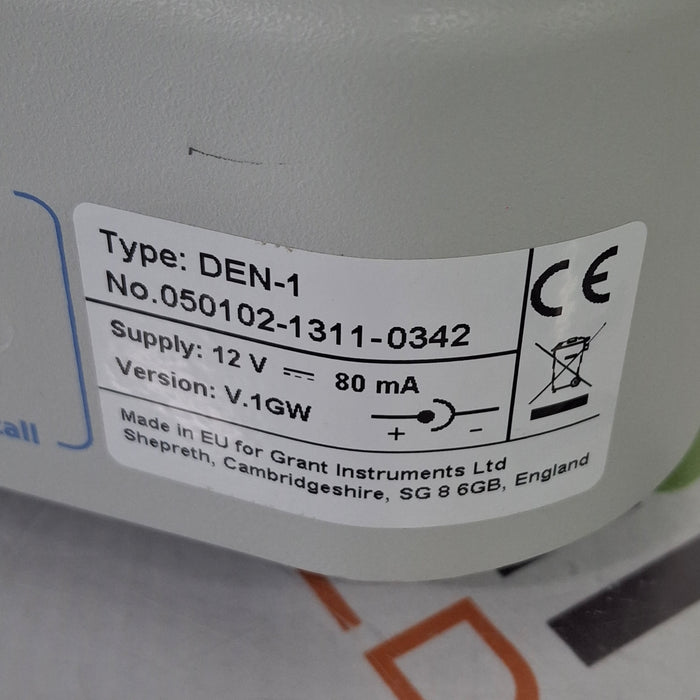 Type: DEN-1
No.050102-1311-0342
Supply: 12 V ⎓ 80 mA
Version: V.1GW
+ -
CE
Made in EU for Grant Instruments Ltd
Shepreth, Cambridgeshire, SG 8 6GB, England
all